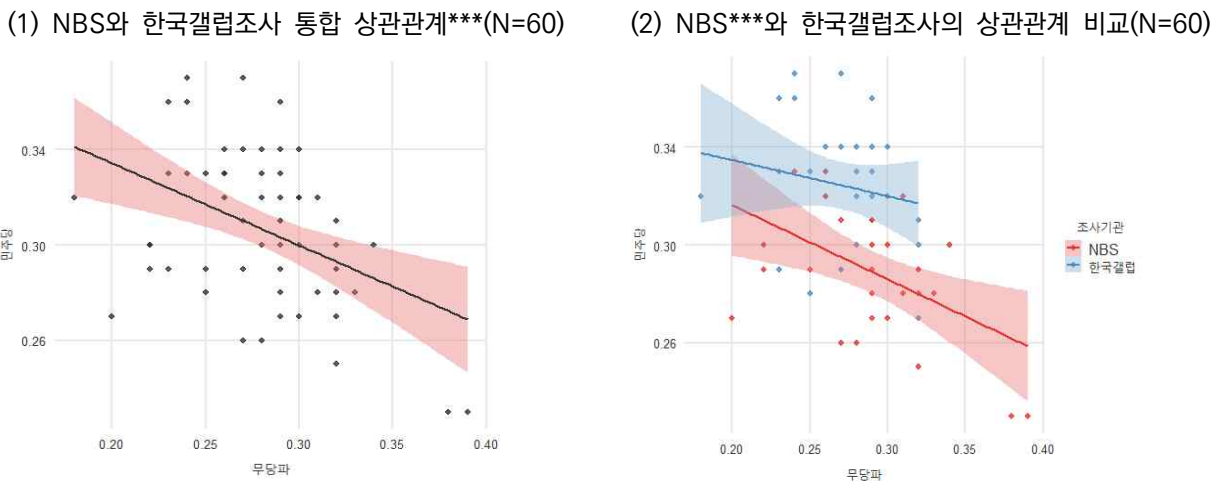 (1) NBS와 한국갤럽조사 통합 상관관계***(N=60)
(2) NBS***와 한국갤럽조사의 상관관계 비교(N=60)
0.34
0.30
0.26
민주당
0.20 0.25 0.30 0.35 0.40
무당파
0.34
0.30
0.26
민주당
0.20 0.25 0.30 0.35 0.40
무당파
조사기관
NBS
한국갤럽